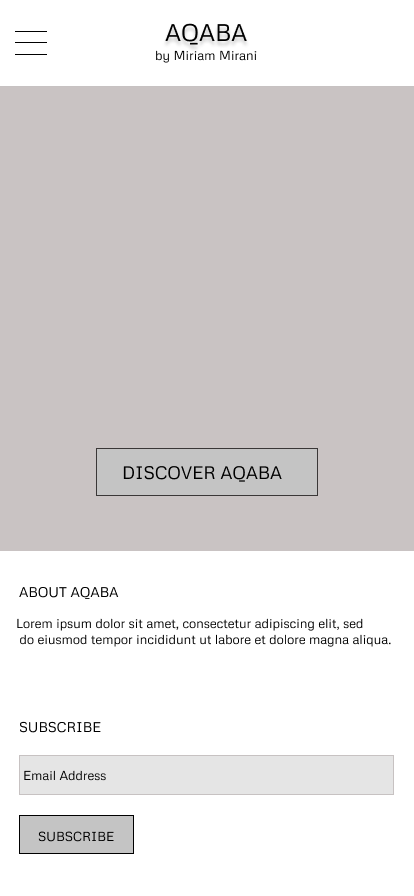 AQABA
by Miriam Mirani
DISCOVER AQABA
ABOUT AQABA
Lorem ipsum dolor sit amet, consectetur adipiscing elit, sed
do eiusmod tempor incididunt ut labore et dolore magna aliqua.
SUBSCRIBE
Email Address
SUBSCRIBE